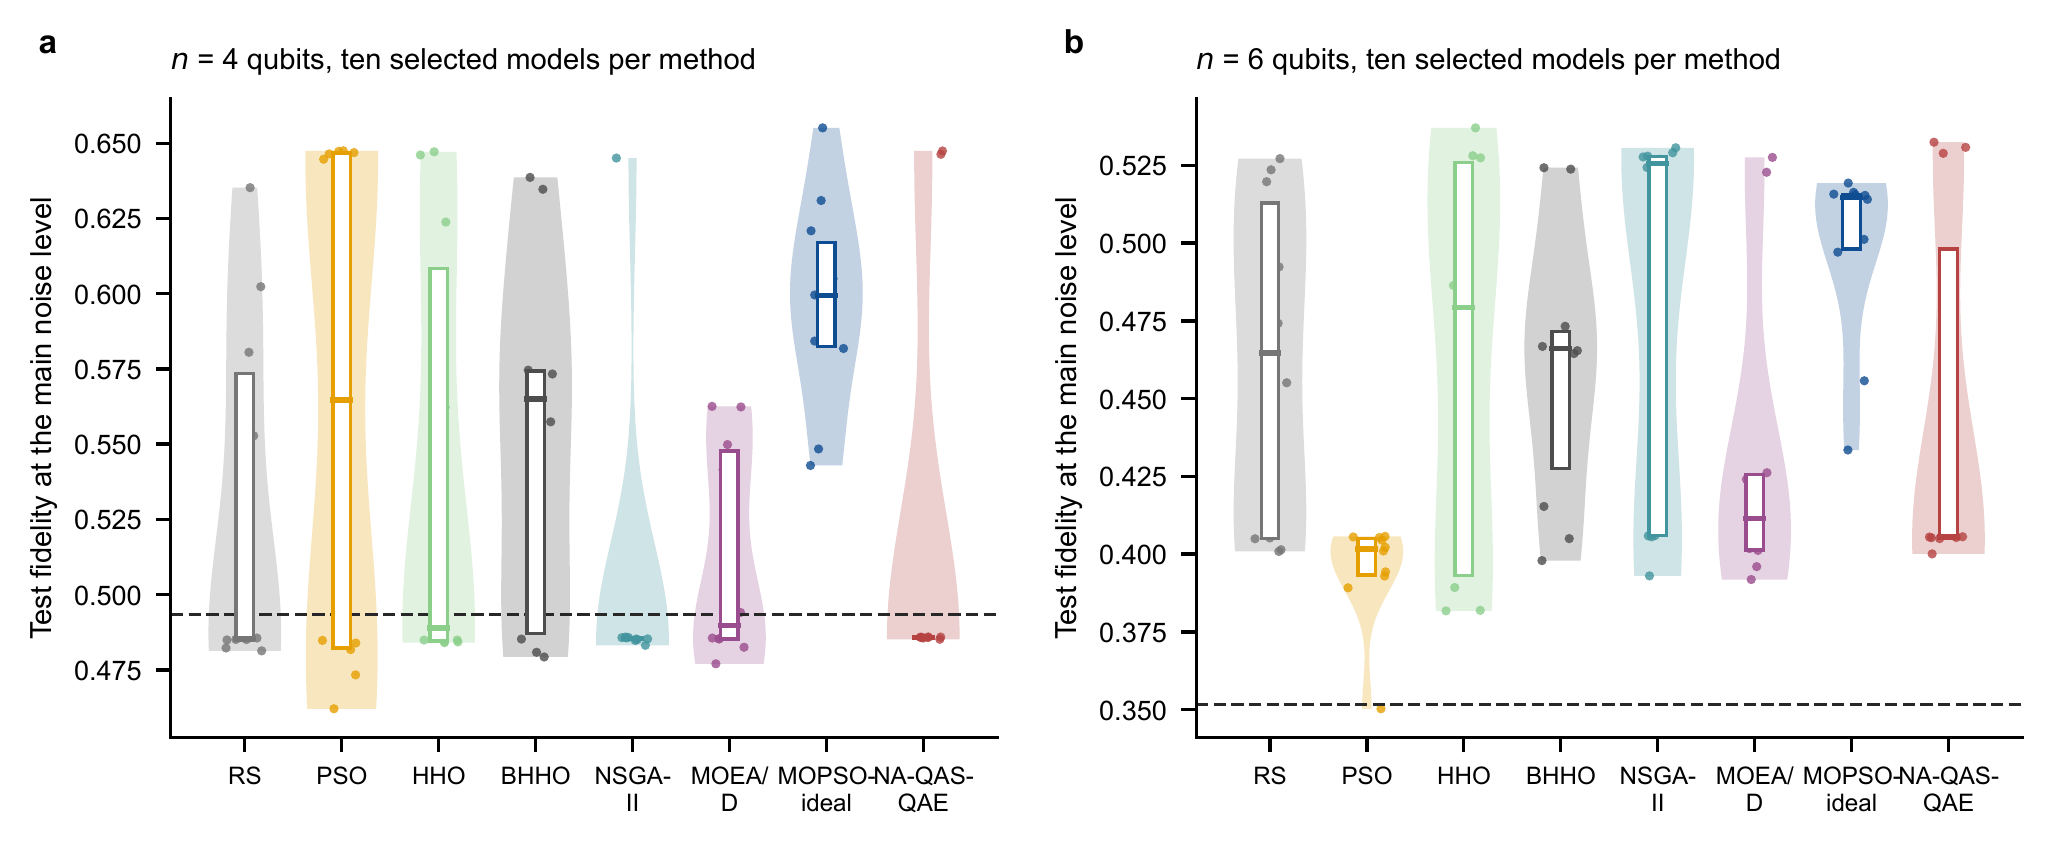 a
n = 4 qubits, ten selected models per method
Test fidelity at the main noise level
0.650
0.625
0.600
0.575
0.550
0.525
0.500
0.475
RS
PSO
HHO
BHHO
NSGA-
II
MOEA/
D
MOPSO-
ideal
NA-QAS-
QAE
b
n = 6 qubits, ten selected models per method
Test fidelity at the main noise level
0.525
0.500
0.475
0.450
0.425
0.400
0.375
0.350
RS
PSO
HHO
BHHO
NSGA-
II
MOEA/
D
MOPSO-
ideal
NA-QAS-
QAE